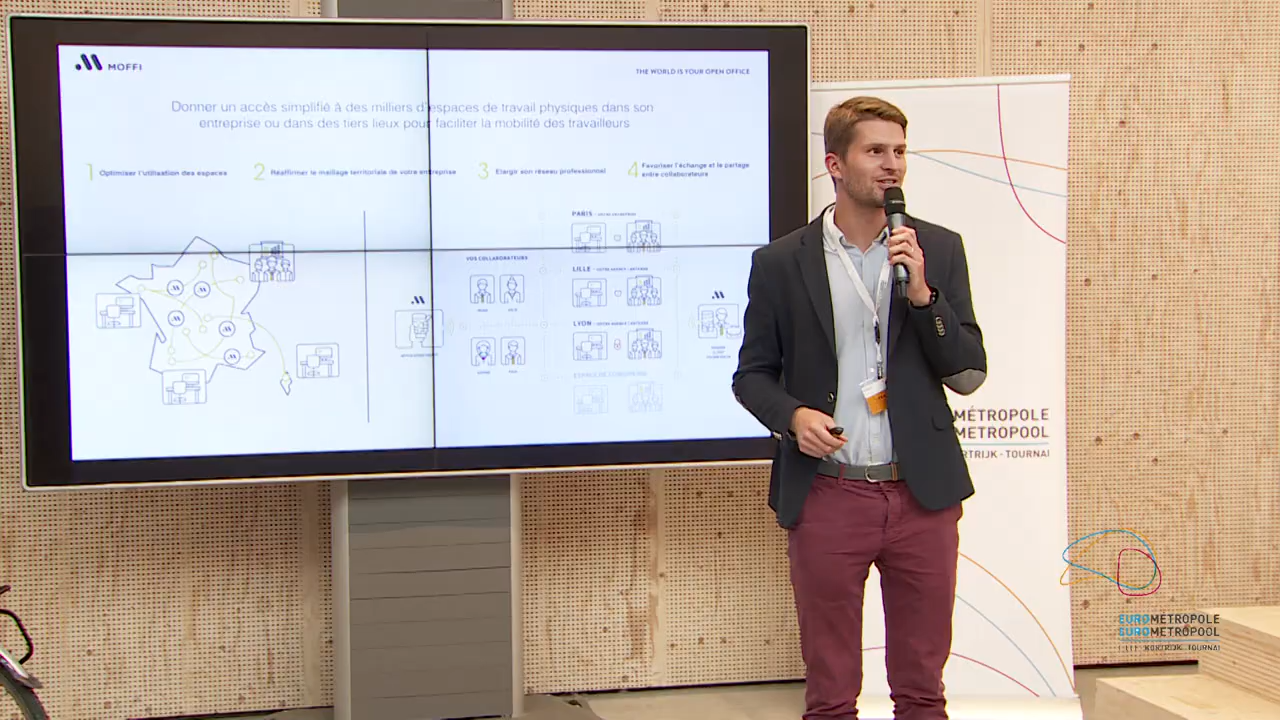 MOFFI
THE WORLD IS YOUR OPEN OFFICE
Donner un accès simplifié à des milliers d'espaces de travail physiques dans son
entreprise ou dans des tiers lieux pour faciliter la mobilité des travailleurs
1 Optimiser l'utilisation des espaces
2 Réaffirmer le maillage territoriale de votre entreprise
3 Elargir son réseau professionnel
4 Favoriser l'échange et le partage
entre collaborateurs
PARIS
VOS COLLABORATEURS
LILLE
LYON
MÉTROPOLE
METROPOOL
RTRIJK - TOURNAI
EUROMÉTROPOLE
EUROMETROPOOL
LILLE KORTRIJK TOURNAI